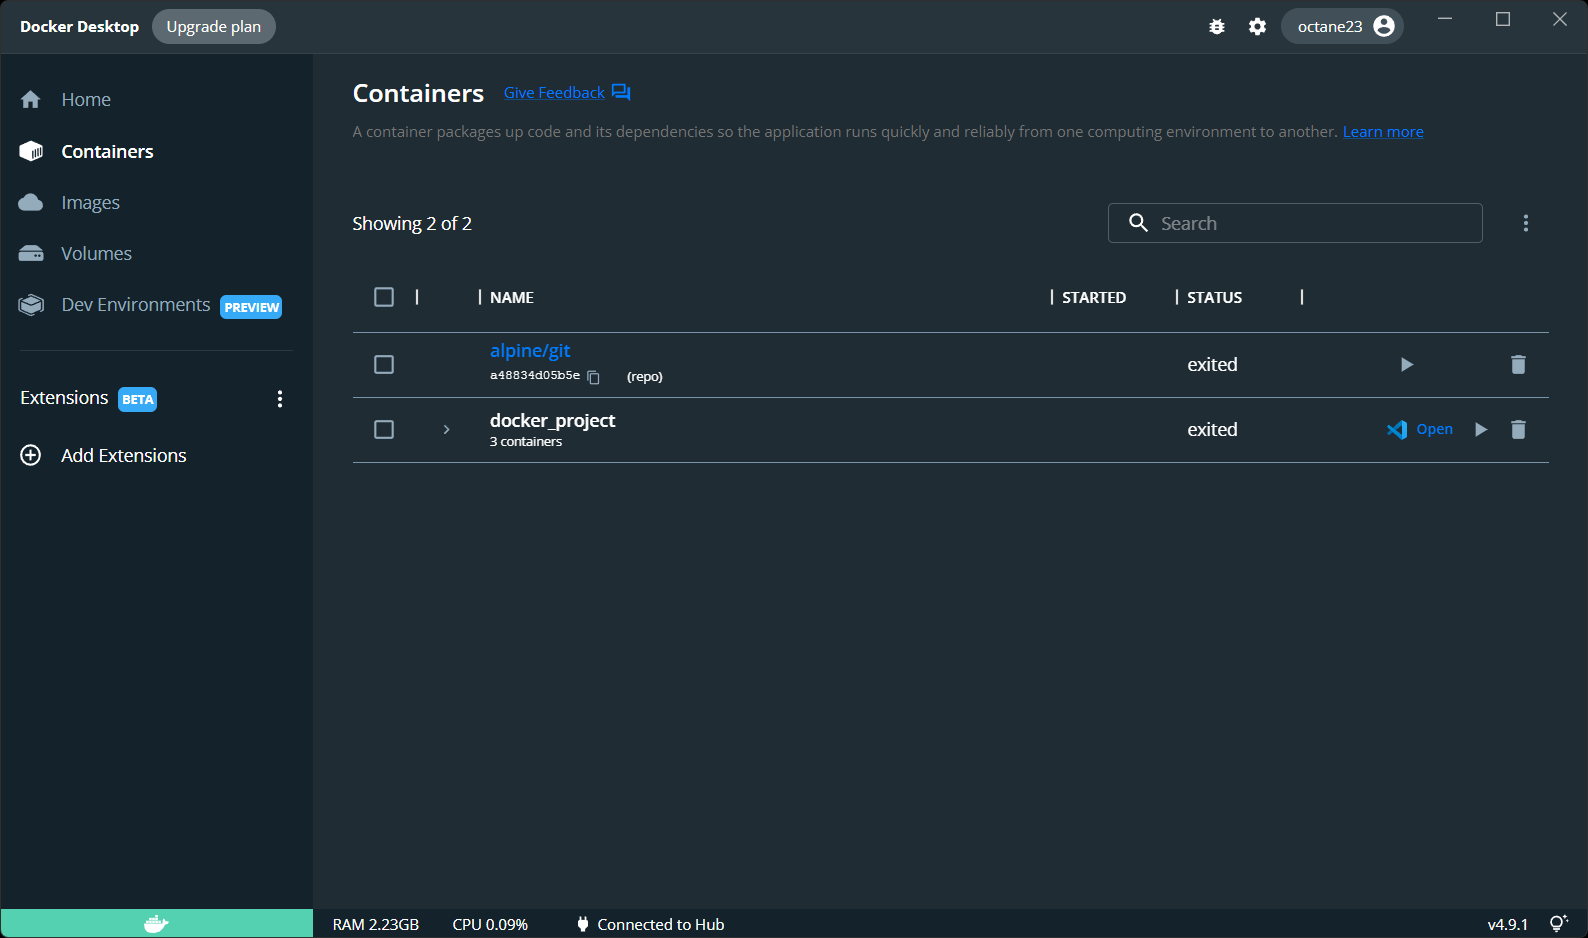 Docker Desktop Upgrade plan octane23
Home
Containers
Images
Volumes
Dev Environments PREVIEW
Extensions BETA
Add Extensions
Containers Give Feedback
A container packages up code and its dependencies so the application runs quickly and reliably from one computing environment to another. Learn more
Showing 2 of 2 Search
NAME STARTED STATUS
alpine/git
a48834d05b5e (repo) exited
docker_project
3 containers exited Open
RAM 2.23GB CPU 0.09% Connected to Hub v4.9.1